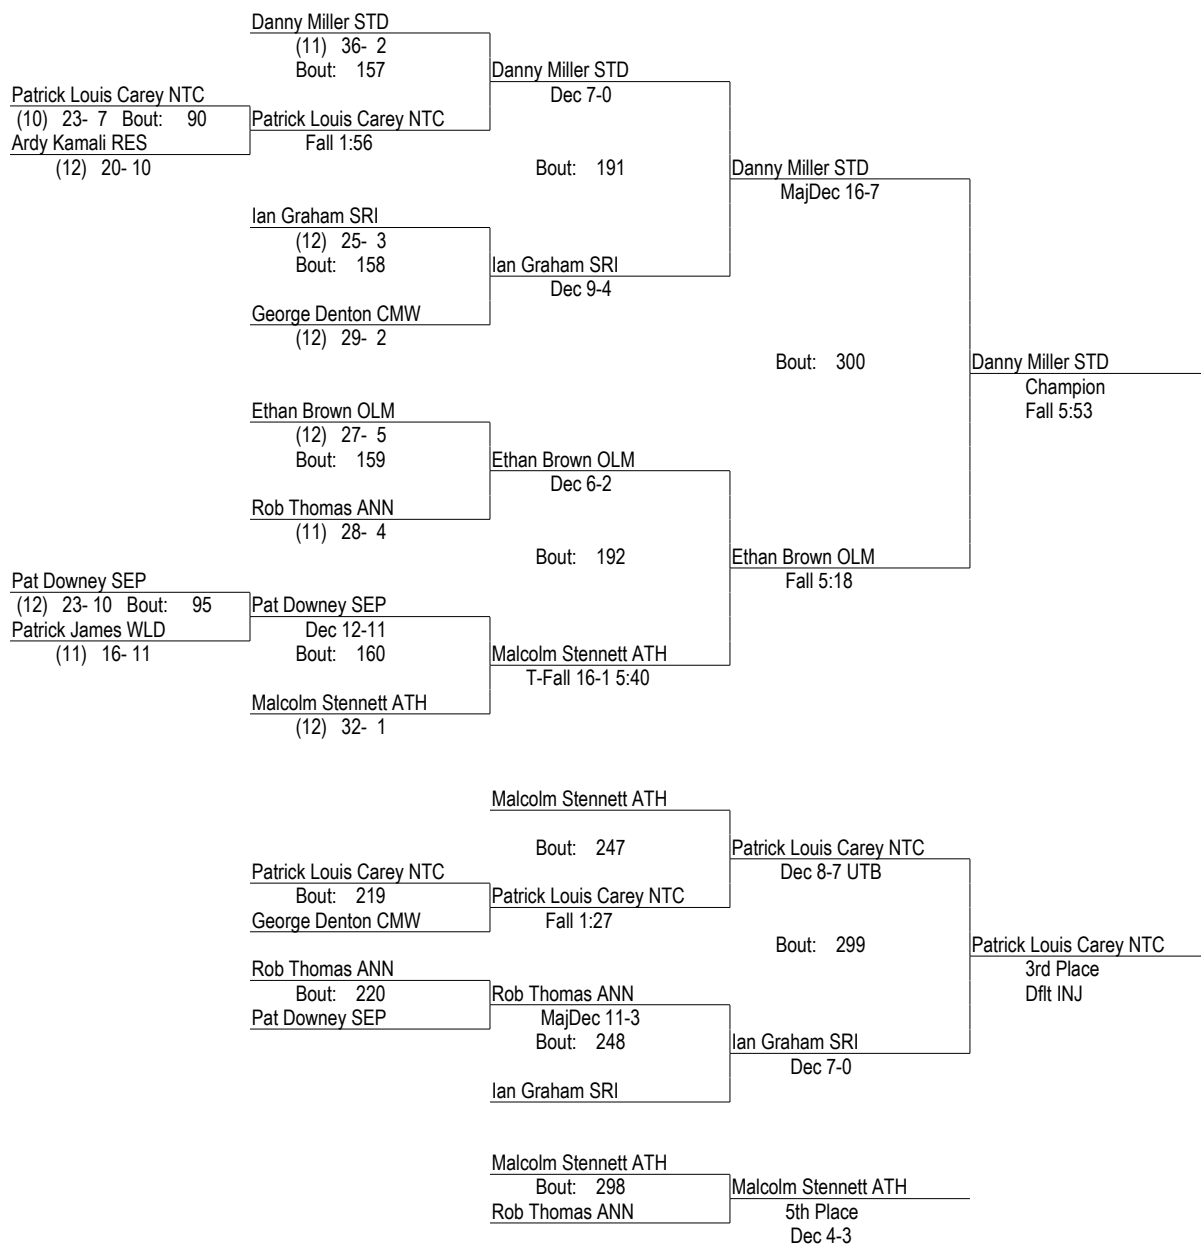 Danny Miller STD
(11) 36- 2
Bout: 157
Danny Miller STD
Dec 7-0
Patrick Louis Carey NTC
(10) 23- 7 Bout: 90
Patrick Louis Carey NTC
Ardy Kamali RES
Fall 1:56
(12) 20- 10
Bout: 191
Danny Miller STD
MajDec 16-7
Ian Graham SRI
(12) 25- 3
Bout: 158
Ian Graham SRI
Dec 9-4
George Denton CMW
(12) 29- 2
Bout: 300
Danny Miller STD
Champion
Fall 5:53
Ethan Brown OLM
(12) 27- 5
Bout: 159
Ethan Brown OLM
Dec 6-2
Rob Thomas ANN
(11) 28- 4
Bout: 192
Ethan Brown OLM
Fall 5:18
Pat Downey SEP
(12) 23- 10 Bout: 95
Pat Downey SEP
Patrick James WLD
Dec 12-11
(11) 16- 11
Bout: 160
Malcolm Stennett ATH
T-Fall 16-1 5:40
Malcolm Stennett ATH
(12) 32- 1
Malcolm Stennett ATH
Bout: 247
Patrick Louis Carey NTC
Dec 8-7 UTB
Patrick Louis Carey NTC
Bout: 219
Patrick Louis Carey NTC
George Denton CMW
Fall 1:27
Bout: 299
Patrick Louis Carey NTC
3rd Place
Dflt INJ
Rob Thomas ANN
Bout: 220
Rob Thomas ANN
Pat Downey SEP
MajDec 11-3
Bout: 248
Ian Graham SRI
Dec 7-0
Ian Graham SRI
Malcolm Stennett ATH
Bout: 298
Malcolm Stennett ATH
Rob Thomas ANN
5th Place
Dec 4-3